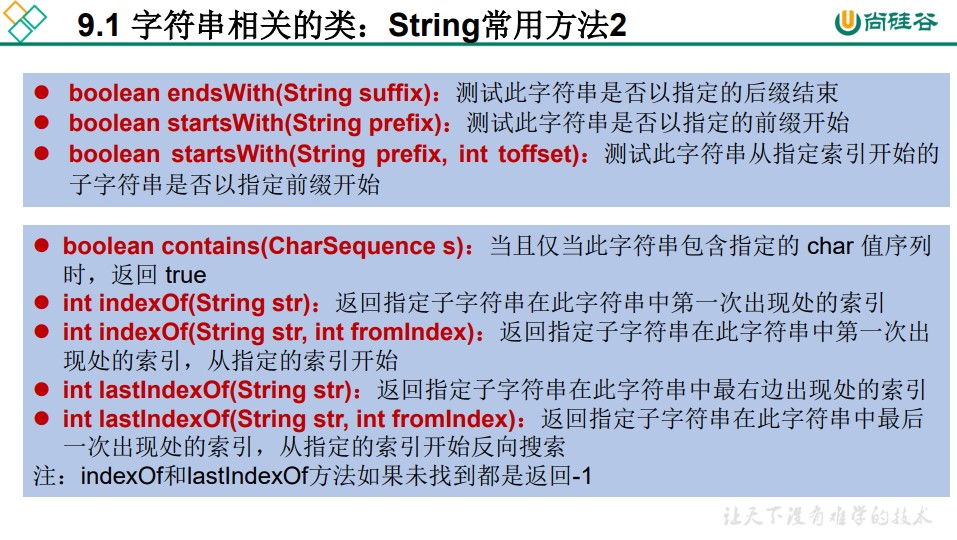 9.1 字符串相关的类：String常用方法2
尚硅谷
● boolean endsWith(String suffix)：测试此字符串是否以指定的后缀结束
● boolean startsWith(String prefix)：测试此字符串是否以指定的前缀开始
● boolean startsWith(String prefix, int toffset)：测试此字符串从指定索引开始的
子字符串是否以指定前缀开始
● boolean contains(CharSequence s)：当且仅当此字符串包含指定的 char 值序列
时，返回 true
● int indexOf(String str)：返回指定子字符串在此字符串中第一次出现处的索引
● int indexOf(String str, int fromIndex)：返回指定子字符串在此字符串中第一次出
现处的索引，从指定的索引开始
● int lastIndexOf(String str)：返回指定子字符串在此字符串中最右边出现处的索引
● int lastIndexOf(String str, int fromIndex)：返回指定子字符串在此字符串中最后
一次出现处的索引，从指定的索引开始反向搜索
注：indexOf和lastIndexOf方法如果未找到都是返回-1
让天下没有难学的技术